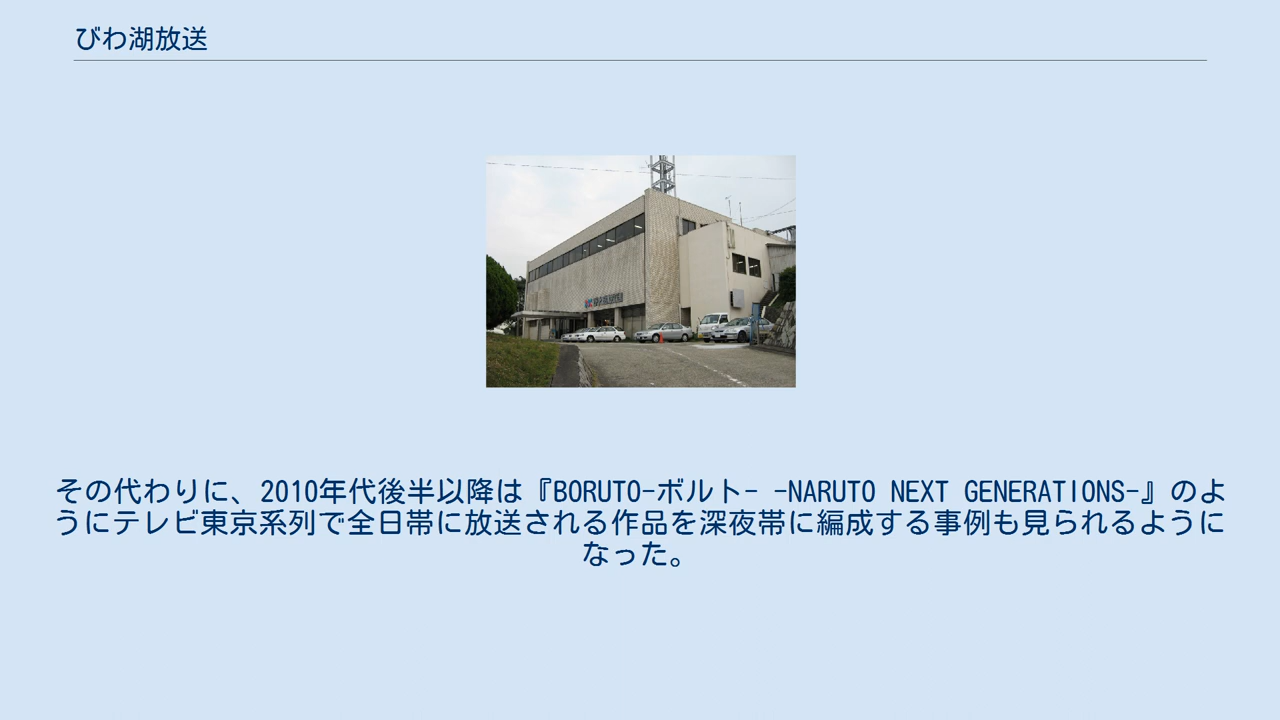 びわ湖放送
その代わりに、2010年代後半以降は『BORUTO-ボルト- -NARUTO NEXT GENERATIONS-』のよ
うにテレビ東京系列で全日帯に放送される作品を深夜帯に編成する事例も見られるように
なった。